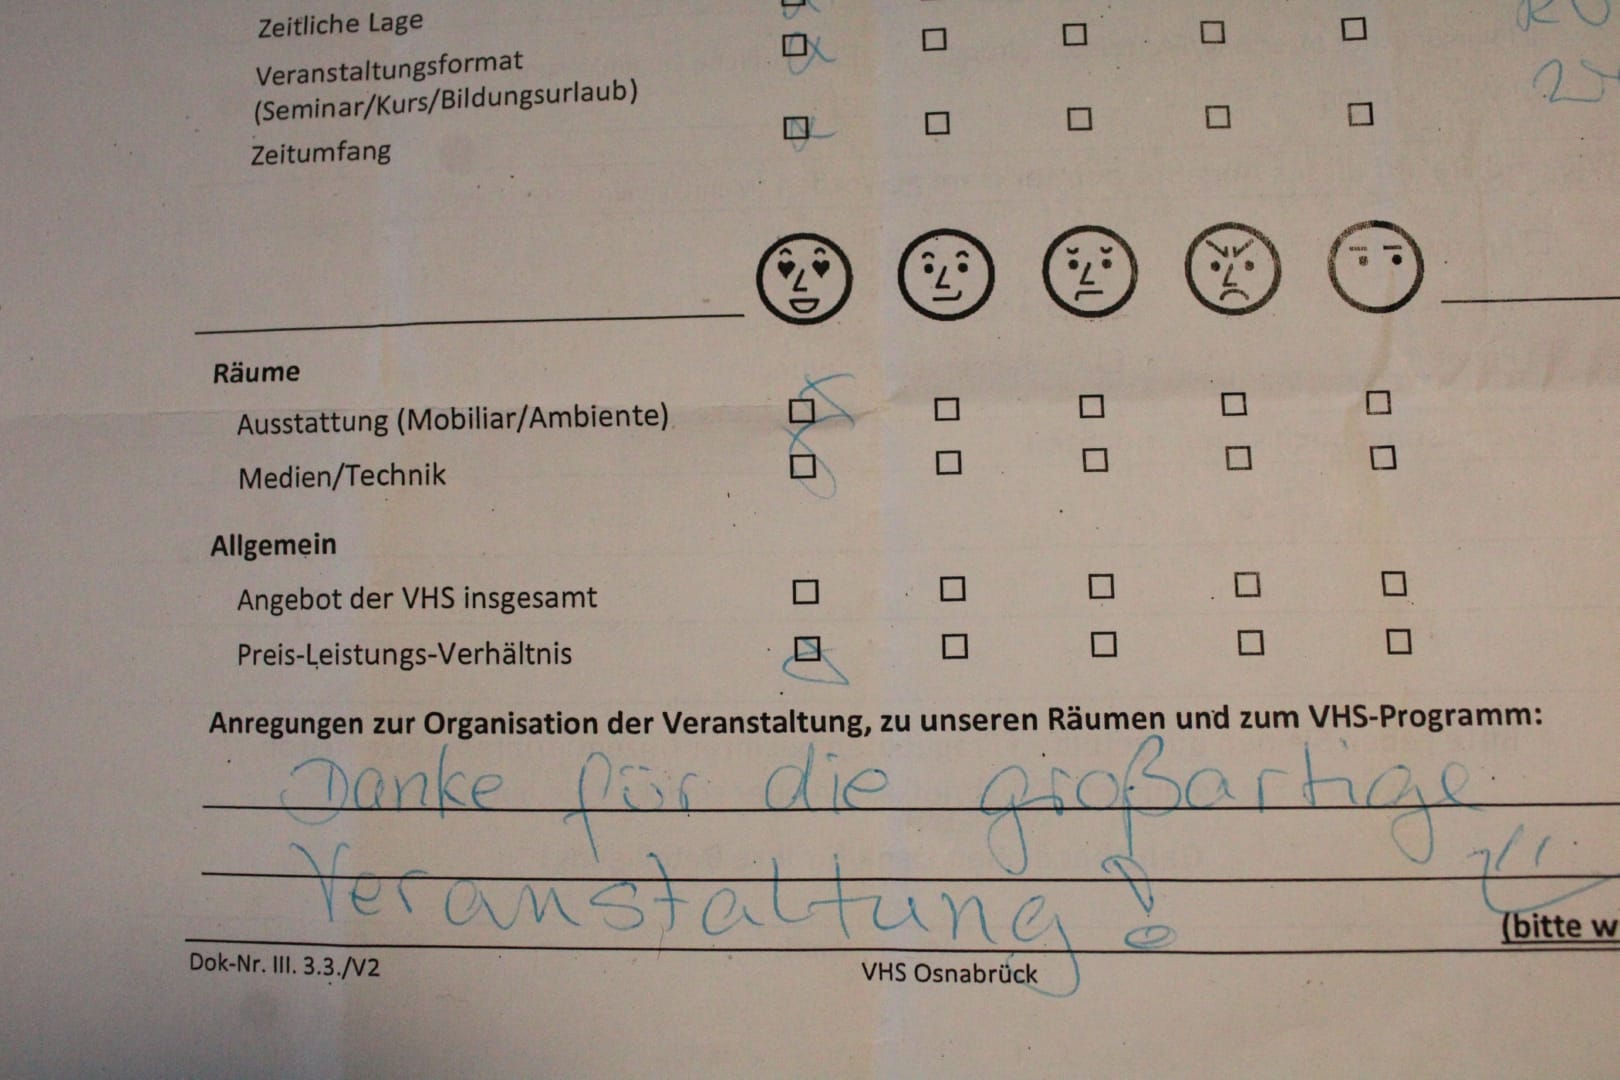 Zeitliche Lage
Veranstaltungsformat
(Seminar/Kurs/Bildungsurlaub)
Zeitumfang
Räume
Ausstattung (Mobiliar/Ambiente)
Medien/Technik
Allgemein
Angebot der VHS insgesamt
Preis-Leistungs-Verhältnis
Anregungen zur Organisation der Veranstaltung, zu unseren Räumen und zum VHS-Programm:
Danke für die großartige
Veranstaltung!
(bitte w
Dok-Nr. III. 3.3./V2
VHS Osnabrück